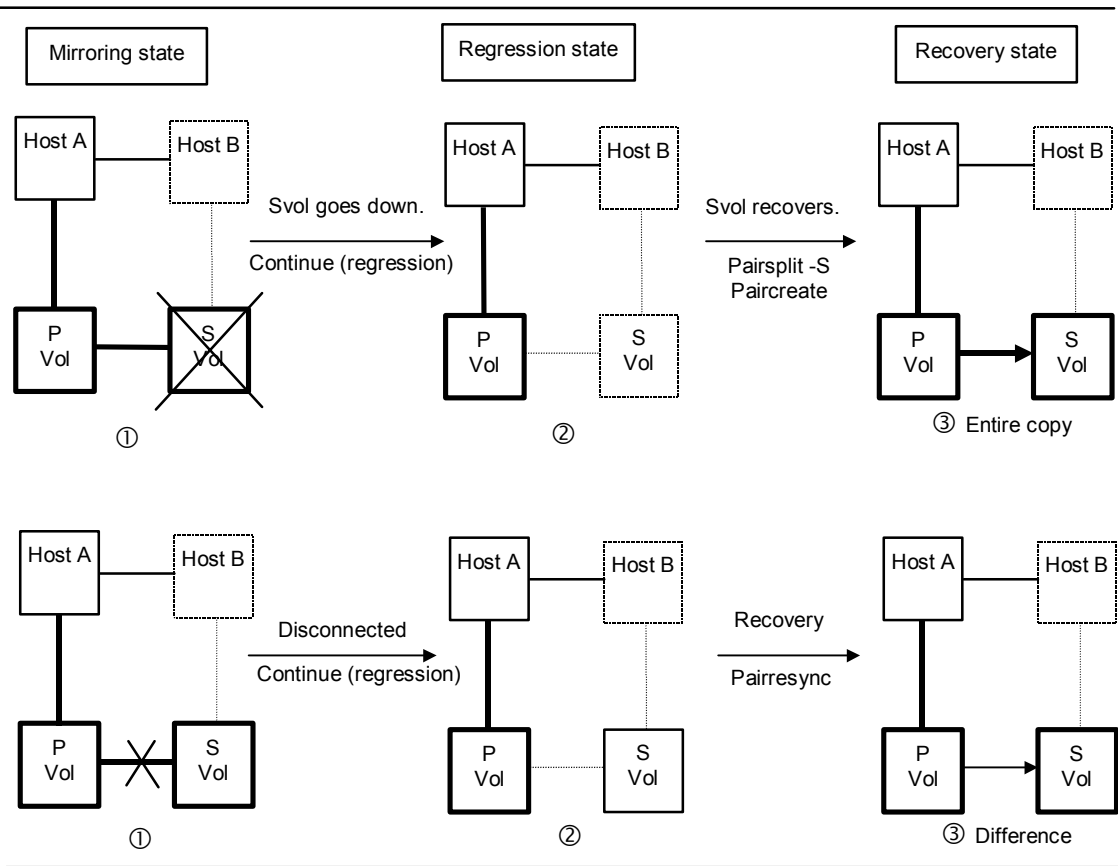 Mirroring state
Regression state
Recovery state
Host A
Host B
Svol goes down.
Continue (regression)
P
Vol
S
Vol
①
Host A
Host B
Svol recovers.
Pairsplit -S
Paircreate
P
Vol
S
Vol
②
Host A
Host B
P
Vol
S
Vol
③ Entire copy
Host A
Host B
Disconnected
Continue (regression)
P
Vol
S
Vol
①
Host A
Host B
Recovery
Pairresync
P
Vol
S
Vol
②
Host A
Host B
P
Vol
S
Vol
③ Difference